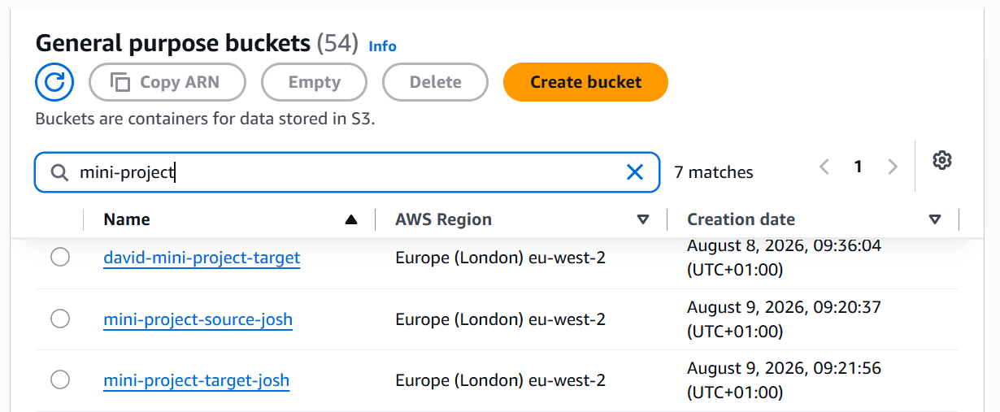 General purpose buckets (54) Info
Copy ARN Empty Delete Create bucket
Buckets are containers for data stored in S3.
mini-project 7 matches 1
Name AWS Region Creation date
david-mini-project-target Europe (London) eu-west-2 August 8, 2026, 09:36:04 (UTC+01:00)
mini-project-source-josh Europe (London) eu-west-2 August 9, 2026, 09:20:37 (UTC+01:00)
mini-project-target-josh Europe (London) eu-west-2 August 9, 2026, 09:21:56 (UTC+01:00)